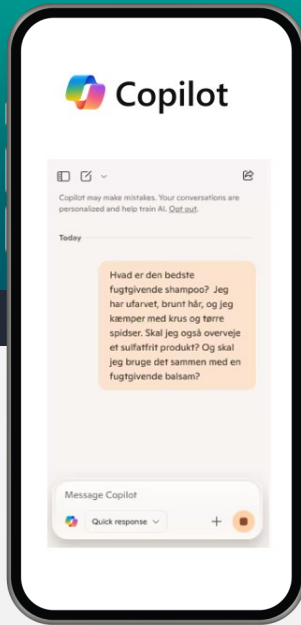 Copilot
Copilot may make mistakes. Your conversations are
personalized and help train AI. Opt out.
Today
Hvad er den bedste
fugtgivende shampoo? Jeg
har ufarvet, brunt hår, og jeg
kæmper med krus og tørre
spidser. Skal jeg også overveje
et sulfatfrit produkt? Og skal
jeg bruge det sammen med en
fugtgivende balsam?
Message Copilot
Quick response